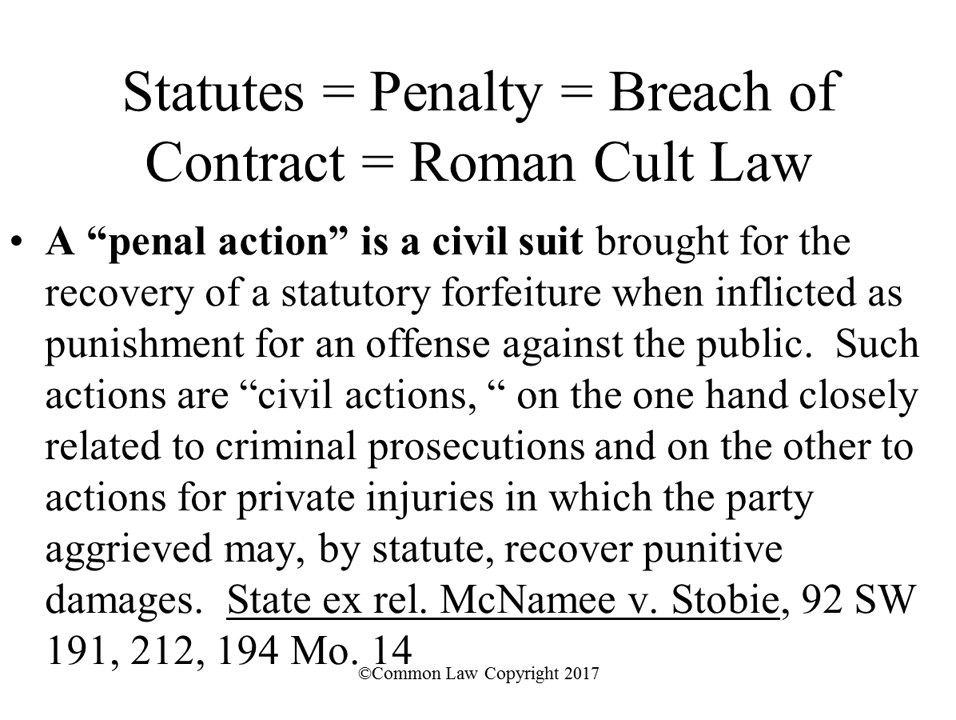 Statutes = Penalty = Breach of
Contract = Roman Cult Law
• A “penal action” is a civil suit brought for the
recovery of a statutory forfeiture when inflicted as
punishment for an offense against the public.  Such
actions are “civil actions, “ on the one hand closely
related to criminal prosecutions and on the other to
actions for private injuries in which the party
aggrieved may, by statute, recover punitive
damages.  State ex rel. McNamee v. Stobie, 92 SW
191, 212, 194 Mo. 14
©Common Law Copyright 2017